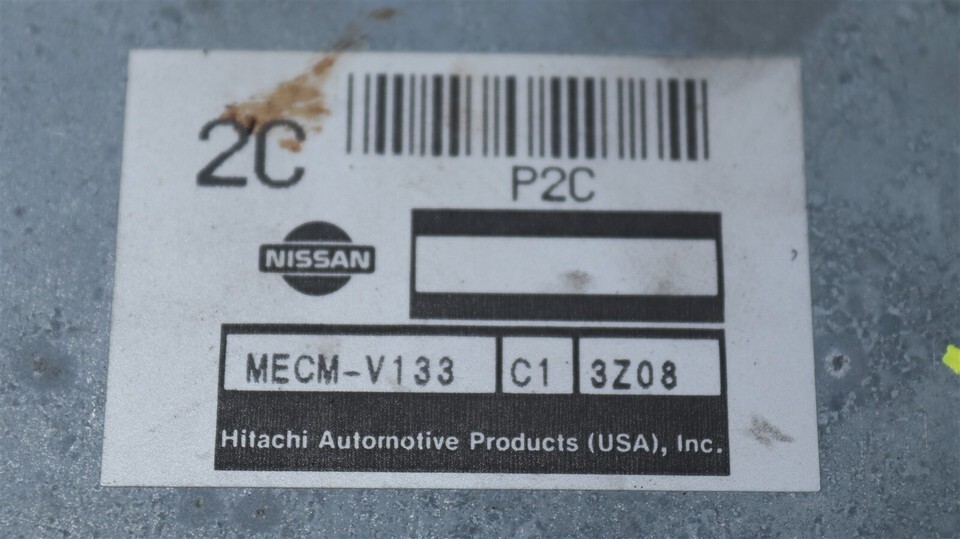 2C
P2C
NISSAN
MECM-V133 C1 3Z08
Hitachi Automotive Products (USA), Inc.